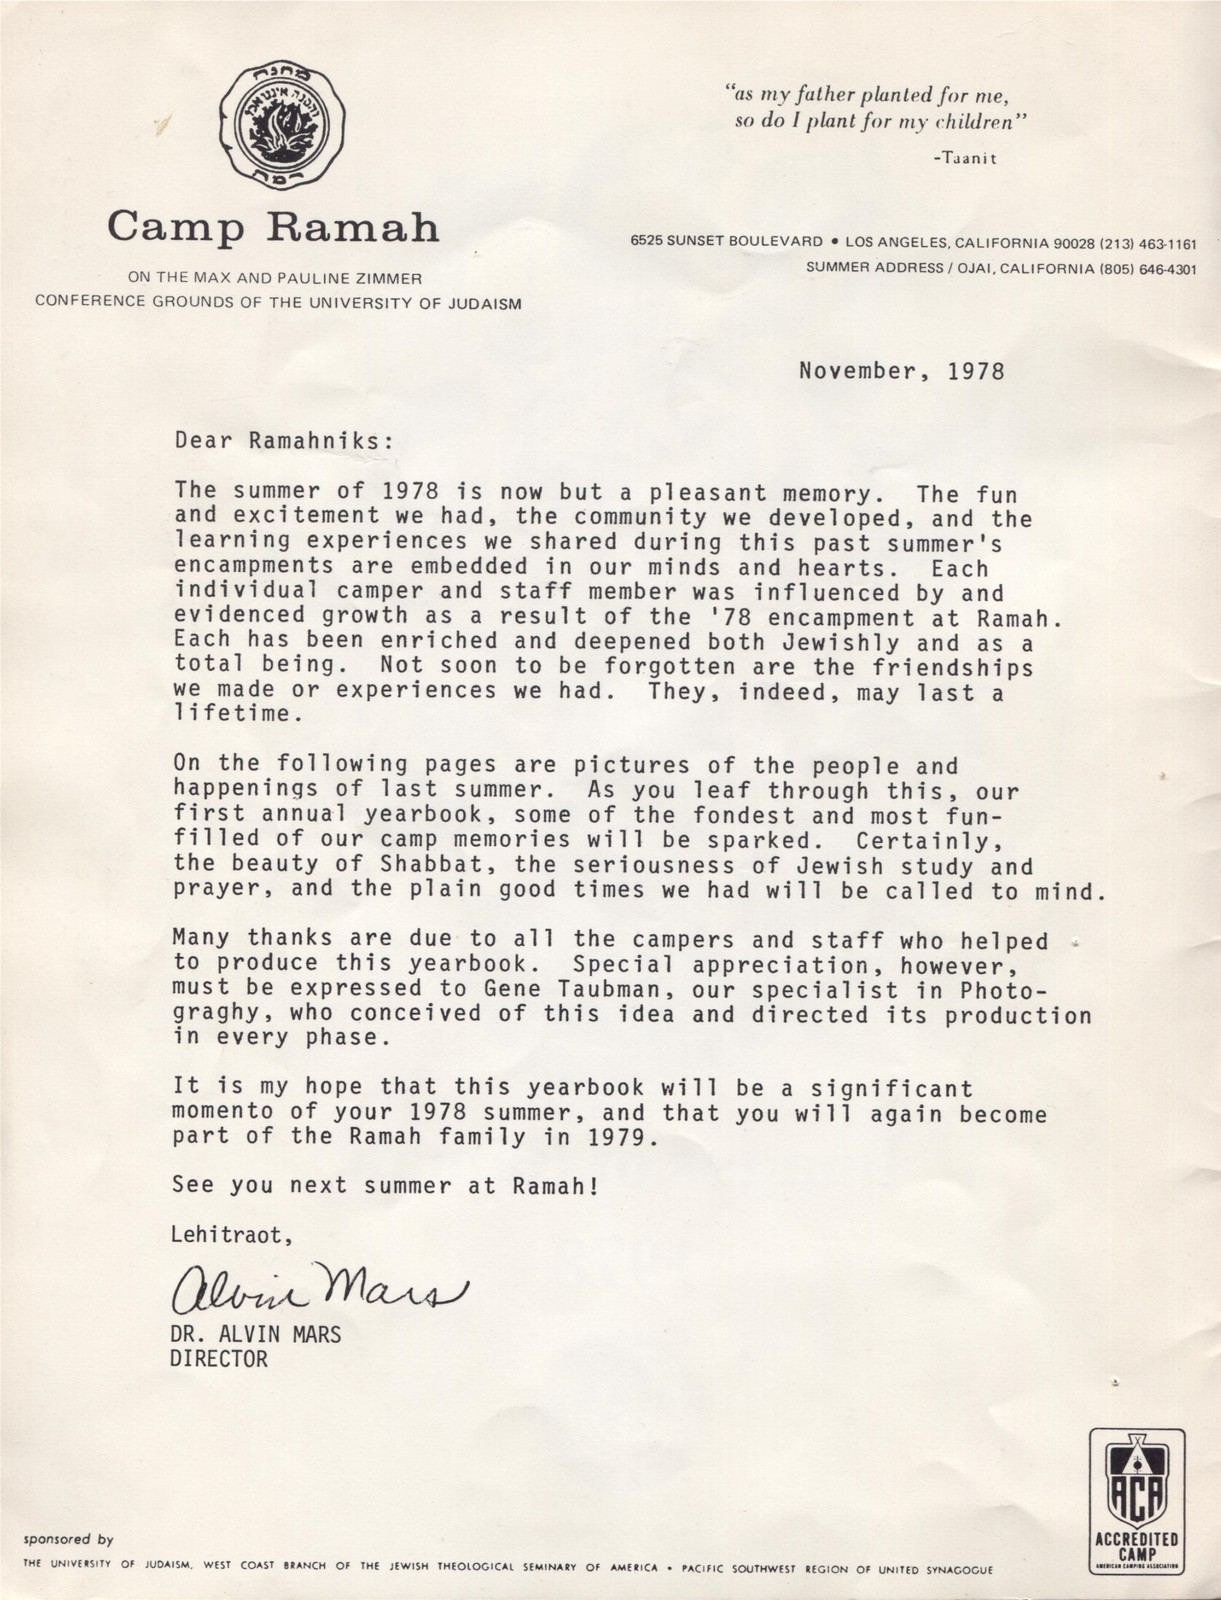 מחנה
והסנה איננו אכל
רמה
Camp Ramah
ON THE MAX AND PAULINE ZIMMER
CONFERENCE GROUNDS OF THE UNIVERSITY OF JUDAISM
"as my father planted for me,
so do I plant for my children"
-Taanit
6525 SUNSET BOULEVARD • LOS ANGELES, CALIFORNIA 90028 (213) 463-1161
SUMMER ADDRESS / OJAI, CALIFORNIA (805) 646-4301
November, 1978
Dear Ramahniks:
The summer of 1978 is now but a pleasant memory. The fun
and excitement we had, the community we developed, and the
learning experiences we shared during this past summer's
encampments are embedded in our minds and hearts. Each
individual camper and staff member was influenced by and
evidenced growth as a result of the '78 encampment at Ramah.
Each has been enriched and deepened both Jewishly and as a
total being. Not soon to be forgotten are the friendships
we made or experiences we had. They, indeed, may last a
lifetime.
On the following pages are pictures of the people and
happenings of last summer. As you leaf through this, our
first annual yearbook, some of the fondest and most fun-
filled of our camp memories will be sparked. Certainly,
the beauty of Shabbat, the seriousness of Jewish study and
prayer, and the plain good times we had will be called to mind.
Many thanks are due to all the campers and staff who helped
to produce this yearbook. Special appreciation, however,
must be expressed to Gene Taubman, our specialist in Photo-
graghy, who conceived of this idea and directed its production
in every phase.
It is my hope that this yearbook will be a significant
momento of your 1978 summer, and that you will again become
part of the Ramah family in 1979.
See you next summer at Ramah!
Lehitraot,
Alvin Mars
DR. ALVIN MARS
DIRECTOR
ACA
ACCREDITED
CAMP
AMERICAN CAMPING ASSOCIATION
sponsored by
THE UNIVERSITY OF JUDAISM, WEST COAST BRANCH OF THE JEWISH THEOLOGICAL SEMINARY OF AMERICA • PACIFIC SOUTHWEST REGION OF UNITED SYNAGOGUE